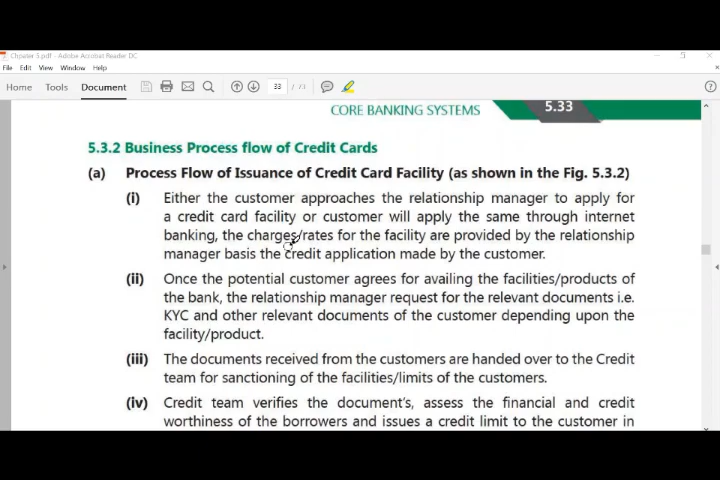 Chpater 5.pdf - Adobe Acrobat Reader DC
File Edit View Window Help
Home Tools Document 33 / 73
CORE BANKING SYSTEMS 5.33
5.3.2 Business Process flow of Credit Cards
(a) Process Flow of Issuance of Credit Card Facility (as shown in the Fig. 5.3.2)
(i) Either the customer approaches the relationship manager to apply for
a credit card facility or customer will apply the same through internet
banking, the charges/rates for the facility are provided by the relationship
manager basis the credit application made by the customer.
(ii) Once the potential customer agrees for availing the facilities/products of
the bank, the relationship manager request for the relevant documents i.e.
KYC and other relevant documents of the customer depending upon the
facility/product.
(iii) The documents received from the customers are handed over to the Credit
team for sanctioning of the facilities/limits of the customers.
(iv) Credit team verifies the document's, assess the financial and credit
worthiness of the borrowers and issues a credit limit to the customer in